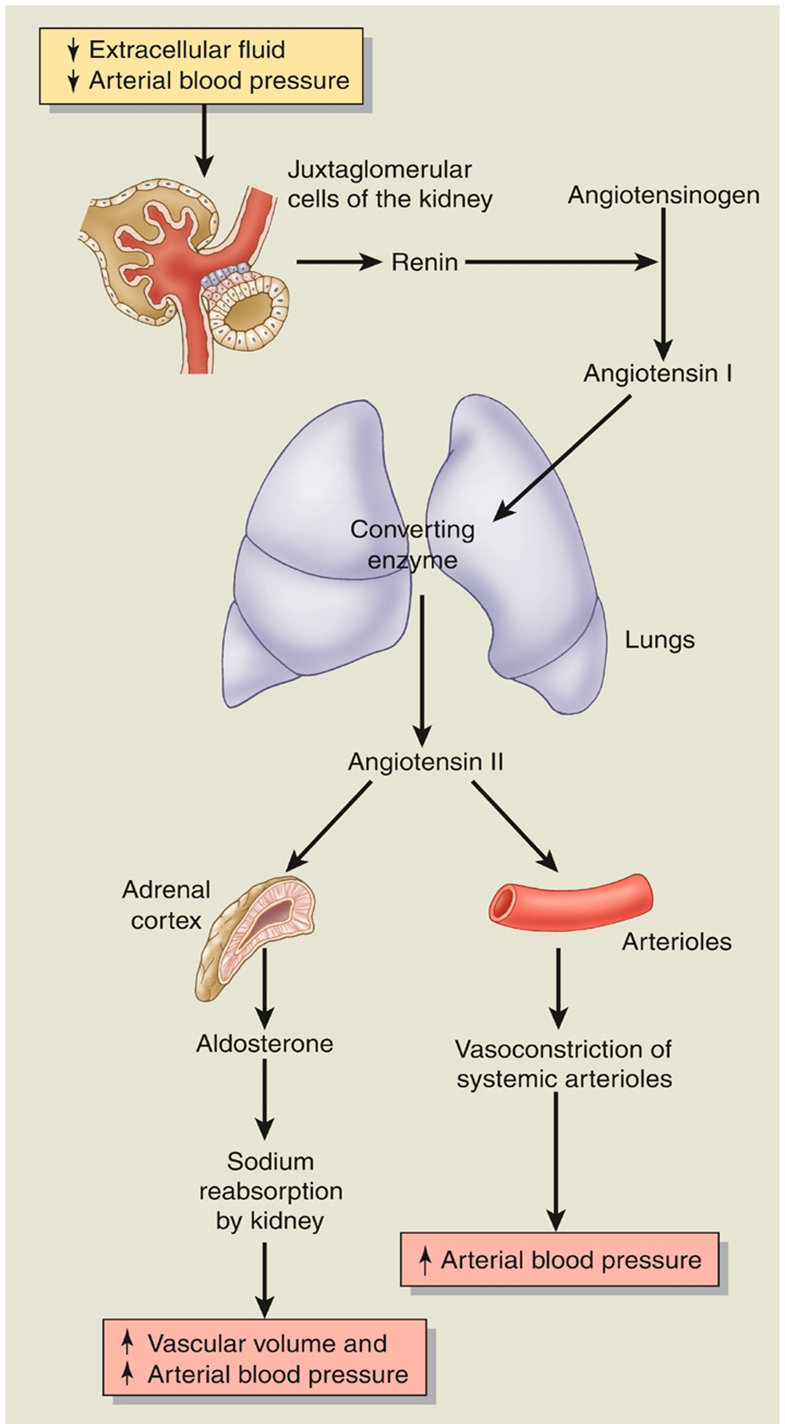 ↓ Extracellular fluid
↓ Arterial blood pressure
Juxtaglomerular
cells of the kidney
Angiotensinogen
Renin
Angiotensin I
Converting
enzyme
Lungs
Angiotensin II
Adrenal
cortex
Arterioles
Aldosterone
Vasoconstriction of
systemic arterioles
Sodium
reabsorption
by kidney
↑ Arterial blood pressure
↑ Vascular volume and
↑ Arterial blood pressure